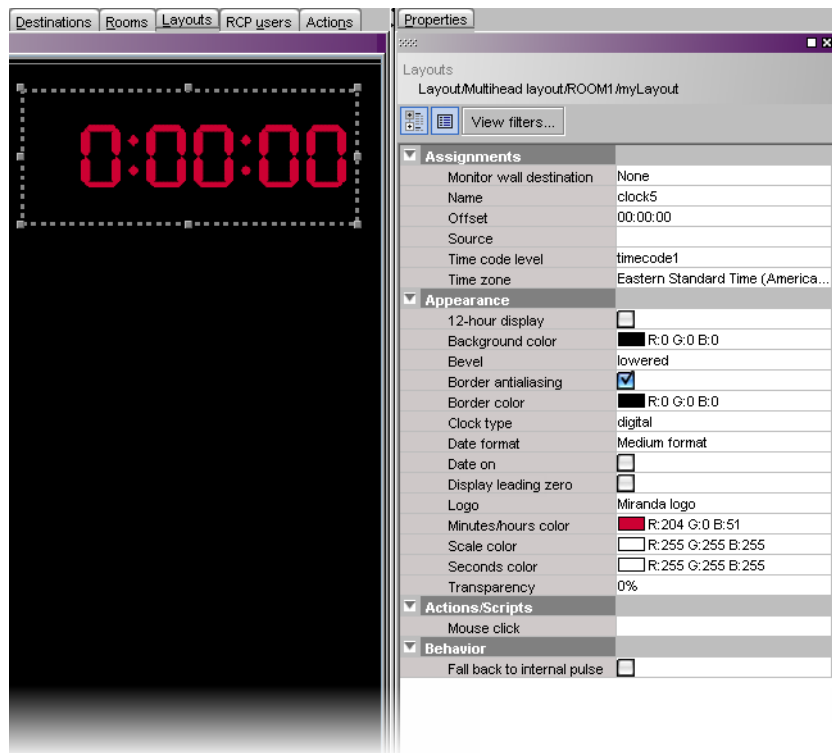 Destinations Rooms Layouts RCP users Actions Properties
Layouts
Layout/Multihead layout/ROOM1/myLayout
View filters...
0:00:00
Assignments
Monitor wall destination None
Name clock5
Offset 00:00:00
Source
Time code level timecode1
Time zone Eastern Standard Time (America...
Appearance
12-hour display
Background color R:0 G:0 B:0
Bevel lowered
Border antialiasing
Border color R:0 G:0 B:0
Clock type digital
Date format Medium format
Date on
Display leading zero
Logo Miranda logo
Minutes/hours color R:204 G:0 B:51
Scale color R:255 G:255 B:255
Seconds color R:255 G:255 B:255
Transparency 0%
Actions/Scripts
Mouse click
Behavior
Fall back to internal pulse